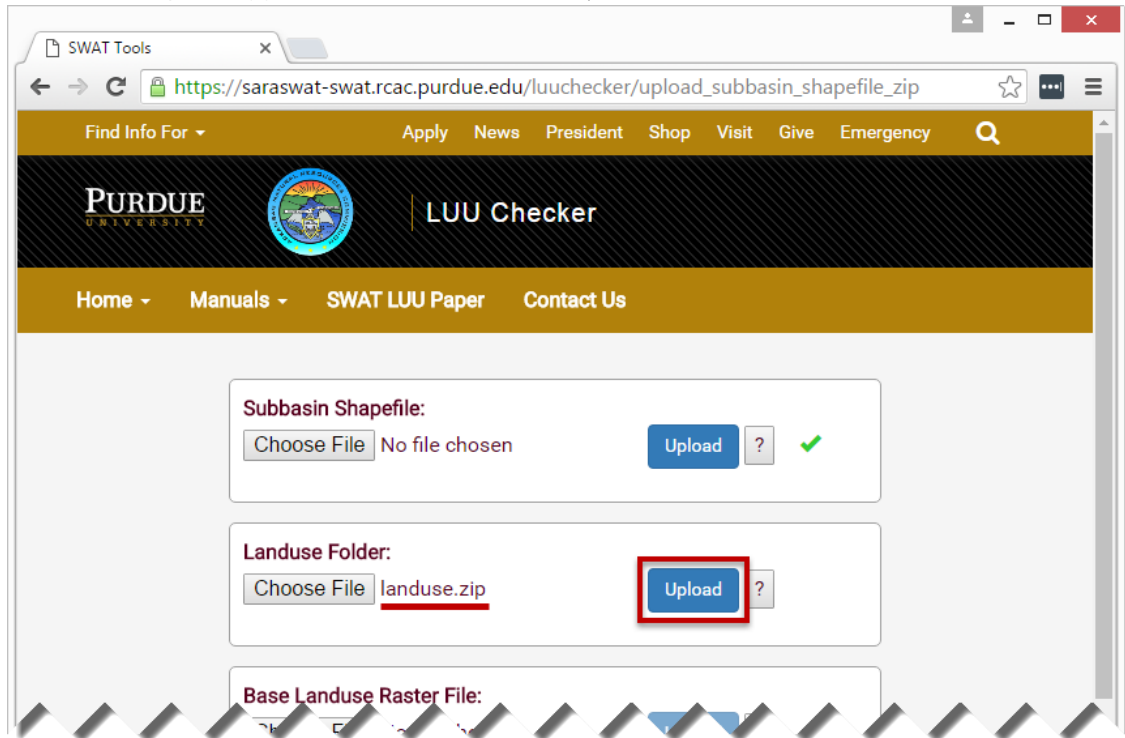 SWAT Tools
https://saraswat-swat.rcac.purdue.edu/luuchecker/upload_subbasin_shapefile_zip
Find Info For Apply News President Shop Visit Give Emergency
PURDUE
UNIVERSITY
LUU Checker
Home Manuals SWAT LUU Paper Contact Us
Subbasin Shapefile:
Choose File No file chosen Upload ?
Landuse Folder:
Choose File landuse.zip Upload ?
Base Landuse Raster File: